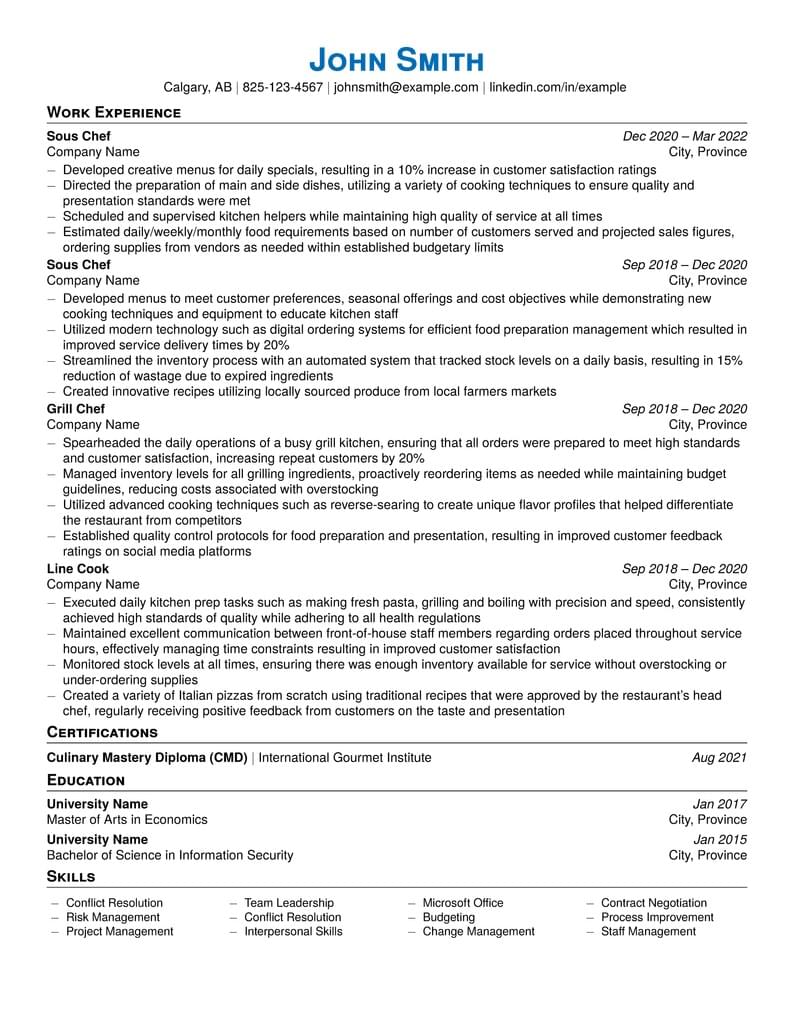 John Smith
Calgary, AB | 825-123-4567 | johnsmith@example.com | linkedin.com/in/example
Work Experience
Sous Chef Dec 2020 – Mar 2022
Company Name City, Province
– Developed creative menus for daily specials, resulting in a 10% increase in customer satisfaction ratings
– Directed the preparation of main and side dishes, utilizing a variety of cooking techniques to ensure quality and
presentation standards were met
– Scheduled and supervised kitchen helpers while maintaining high quality of service at all times
– Estimated daily/weekly/monthly food requirements based on number of customers served and projected sales figures,
ordering supplies from vendors as needed within established budgetary limits
Sous Chef Sep 2018 – Dec 2020
Company Name City, Province
– Developed menus to meet customer preferences, seasonal offerings and cost objectives while demonstrating new
cooking techniques and equipment to educate kitchen staff
– Utilized modern technology such as digital ordering systems for efficient food preparation management which resulted in
improved service delivery times by 20%
– Streamlined the inventory process with an automated system that tracked stock levels on a daily basis, resulting in 15%
reduction of wastage due to expired ingredients
– Created innovative recipes utilizing locally sourced produce from local farmers markets
Grill Chef Sep 2018 – Dec 2020
Company Name City, Province
– Spearheaded the daily operations of a busy grill kitchen, ensuring that all orders were prepared to meet high standards
and customer satisfaction, increasing repeat customers by 20%
– Managed inventory levels for all grilling ingredients, proactively reordering items as needed while maintaining budget
guidelines, reducing costs associated with overstocking
– Utilized advanced cooking techniques such as reverse-searing to create unique flavor profiles that helped differentiate
the restaurant from competitors
– Established quality control protocols for food preparation and presentation, resulting in improved customer feedback
ratings on social media platforms
Line Cook Sep 2018 – Dec 2020
Company Name City, Province
– Executed daily kitchen prep tasks such as making fresh pasta, grilling and boiling with precision and speed, consistently
achieved high standards of quality while adhering to all health regulations
– Maintained excellent communication between front-of-house staff members regarding orders placed throughout service
hours, effectively managing time constraints resulting in improved customer satisfaction
– Monitored stock levels at all times, ensuring there was enough inventory available for service without overstocking or
under-ordering supplies
– Created a variety of Italian pizzas from scratch using traditional recipes that were approved by the restaurant's head
chef, regularly receiving positive feedback from customers on the taste and presentation
Certifications
Culinary Mastery Diploma (CMD) | International Gourmet Institute Aug 2021
Education
University Name Jan 2017
Master of Arts in Economics City, Province
University Name Jan 2015
Bachelor of Science in Information Security City, Province
Skills
– Conflict Resolution – Team Leadership – Microsoft Office – Contract Negotiation
– Risk Management – Conflict Resolution – Budgeting – Process Improvement
– Project Management – Interpersonal Skills – Change Management – Staff Management